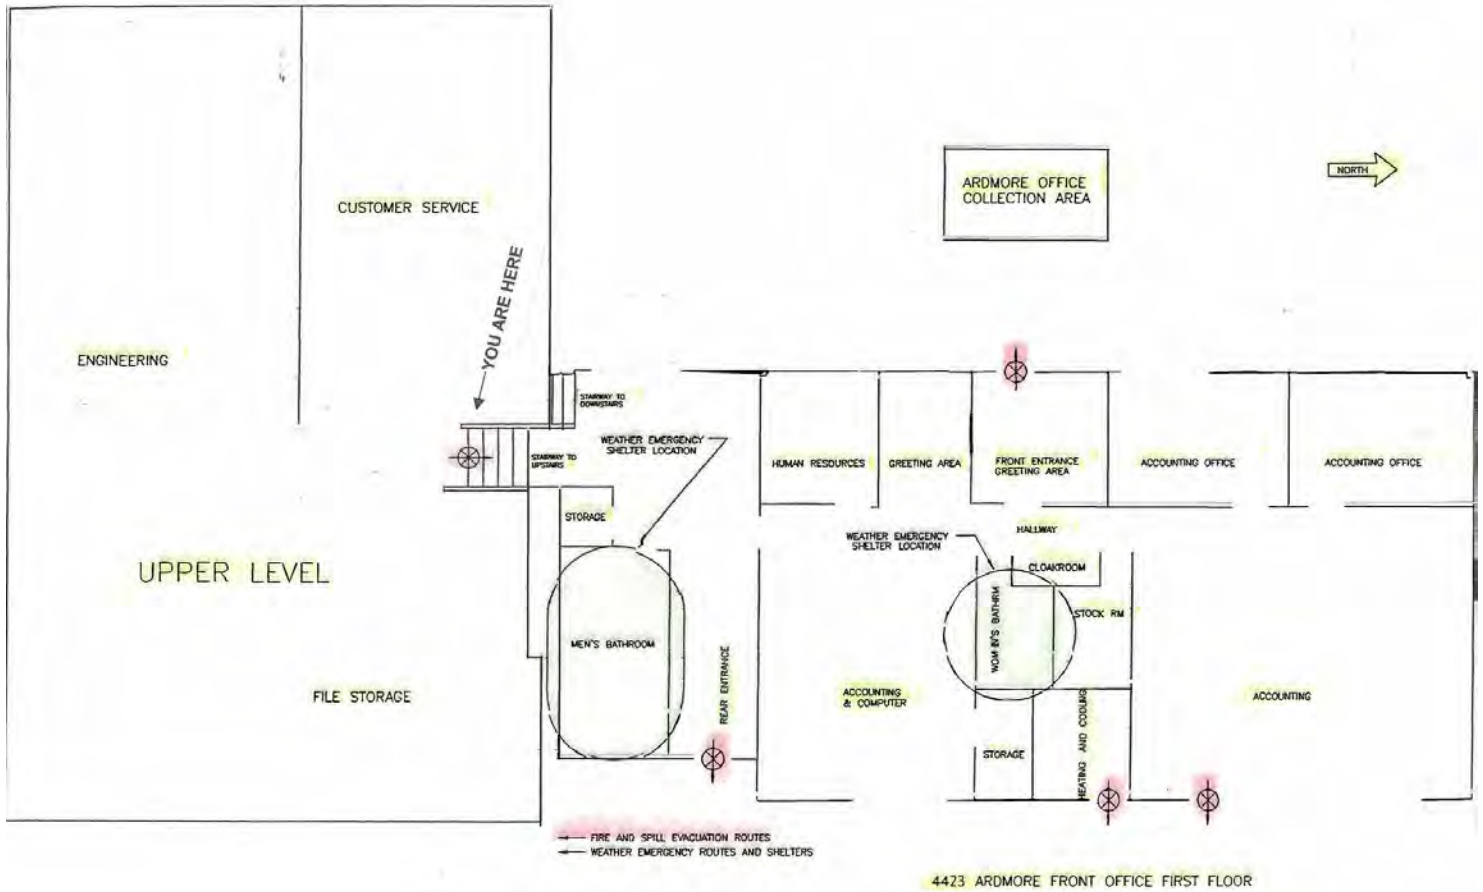 ARDMORE OFFICE
COLLECTION AREA
NORTH
CUSTOMER SERVICE
YOU ARE HERE
ENGINEERING
STAIRWAY TO
DOWNSTAIRS
WEATHER EMERGENCY
SHELTER LOCATION
STAIRWAY TO
UPSTAIRS
HUMAN RESOURCES
GREETING AREA
FRONT ENTRANCE
GREETING AREA
ACCOUNTING OFFICE
ACCOUNTING OFFICE
STORAGE
HALLWAY
WEATHER EMERGENCY
SHELTER LOCATION
CLOAKROOM
UPPER LEVEL
WOMEN'S BATHRM
STOCK RM
MEN'S BATHROOM
REAR ENTRANCE
FILE STORAGE
ACCOUNTING
& COMPUTER
ACCOUNTING
STORAGE
HEATING AND COOLING
FIRE AND SPILL EVACUATION ROUTES
WEATHER EMERGENCY ROUTES AND SHELTERS
4423 ARDMORE FRONT OFFICE FIRST FLOOR